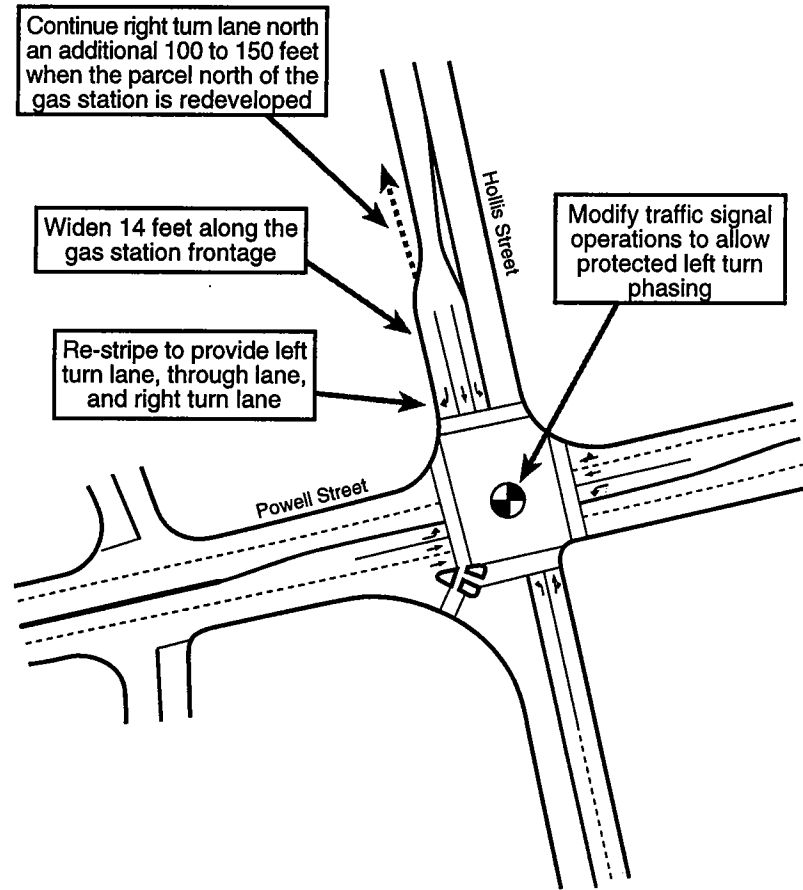 Continue right turn lane north
an additional 100 to 150 feet
when the parcel north of the
gas station is redeveloped
Hollis Street
Widen 14 feet along the
gas station frontage
Modify traffic signal
operations to allow
protected left turn
phasing
Re-stripe to provide left
turn lane, through lane,
and right turn lane
Powell Street